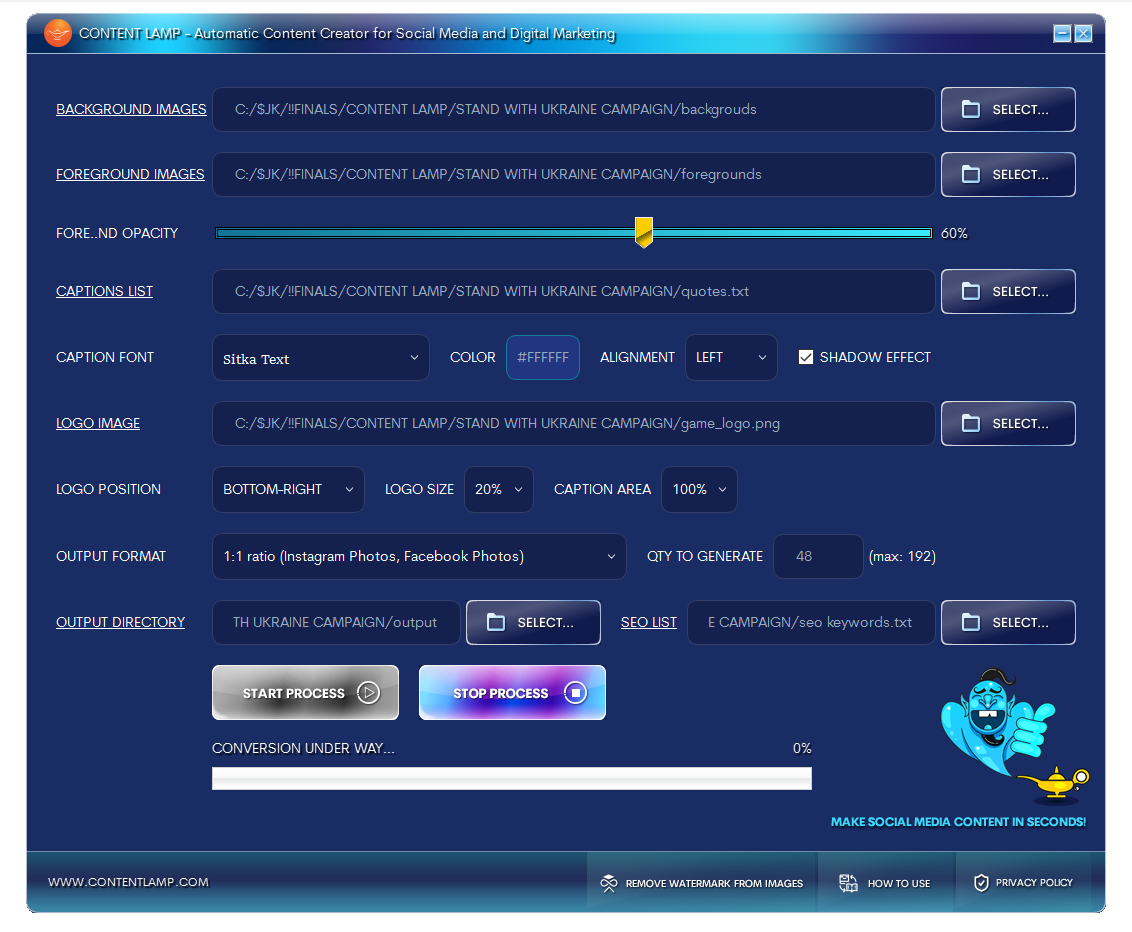 CONTENT LAMP - Automatic Content Creator for Social Media and Digital Marketing
BACKGROUND IMAGES C:/$JK/!!FINALS/CONTENT LAMP/STAND WITH UKRAINE CAMPAIGN/backgrouds SELECT...
FOREGROUND IMAGES C:/$JK/!!FINALS/CONTENT LAMP/STAND WITH UKRAINE CAMPAIGN/foregrounds SELECT...
FORE..ND OPACITY 60%
CAPTIONS LIST C:/$JK/!!FINALS/CONTENT LAMP/STAND WITH UKRAINE CAMPAIGN/quotes.txt SELECT...
CAPTION FONT Sitka Text COLOR #FFFFFF ALIGNMENT LEFT SHADOW EFFECT
LOGO IMAGE C:/$JK/!!FINALS/CONTENT LAMP/STAND WITH UKRAINE CAMPAIGN/game_logo.png SELECT...
LOGO POSITION BOTTOM-RIGHT LOGO SIZE 20% CAPTION AREA 100%
OUTPUT FORMAT 1:1 ratio (Instagram Photos, Facebook Photos) QTY TO GENERATE 48 (max: 192)
OUTPUT DIRECTORY TH UKRAINE CAMPAIGN/output SELECT... SEO LIST E CAMPAIGN/seo keywords.txt SELECT...
START PROCESS STOP PROCESS
CONVERSION UNDER WAY... 0%
MAKE SOCIAL MEDIA CONTENT IN SECONDS!
WWW.CONTENTLAMP.COM REMOVE WATERMARK FROM IMAGES HOW TO USE PRIVACY POLICY